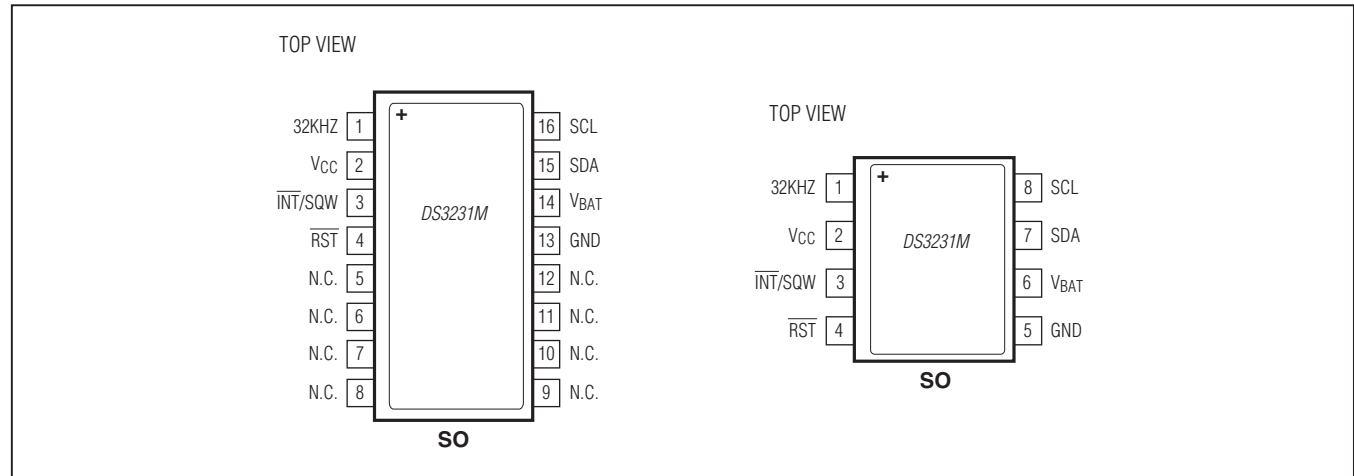 TOP VIEW
32KHZ 1
VCC 2
INT/SQW 3
RST 4
N.C. 5
N.C. 6
N.C. 7
N.C. 8
+
DS3231M
16 SCL
15 SDA
14 VBAT
13 GND
12 N.C.
11 N.C.
10 N.C.
9 N.C.
SO
TOP VIEW
32KHZ 1
VCC 2
INT/SQW 3
RST 4
+
DS3231M
8 SCL
7 SDA
6 VBAT
5 GND
SO